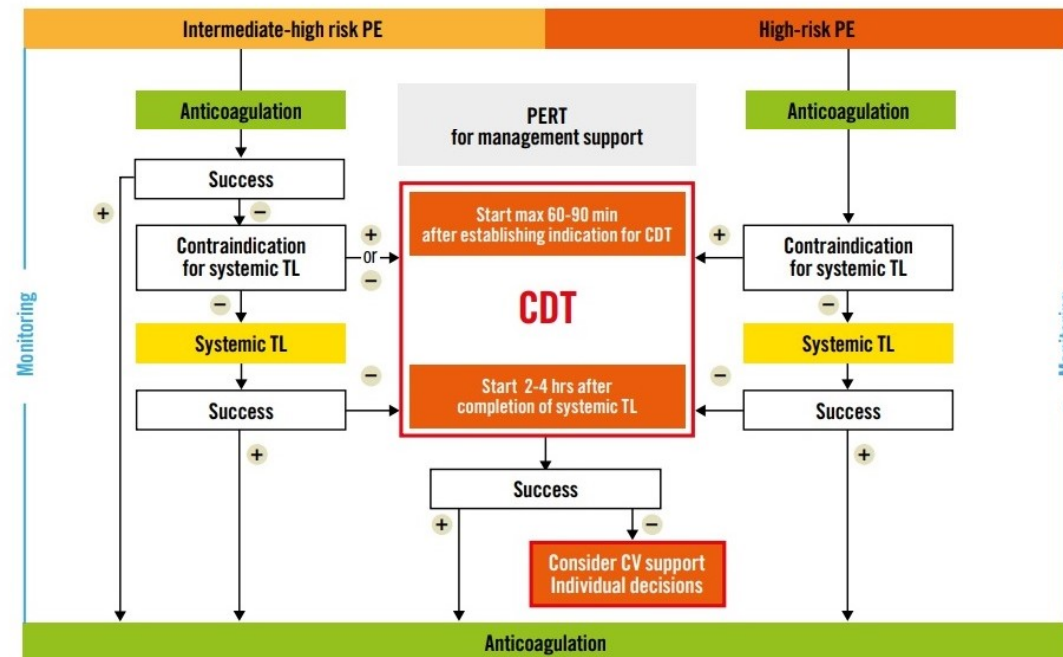 Intermediate-high risk PE
High-risk PE
Anticoagulation
PERT
for management support
Anticoagulation
Success
+
−
Start max 60-90 min
after establishing indication for CDT
Contraindication
for systemic TL
+
or
−
+
Contraindication
for systemic TL
−
−
CDT
Monitoring
Systemic TL
Systemic TL
−
−
Success
Start 2-4 hrs after
completion of systemic TL
Success
+
+
Success
+
−
Consider CV support
Individual decisions
Anticoagulation